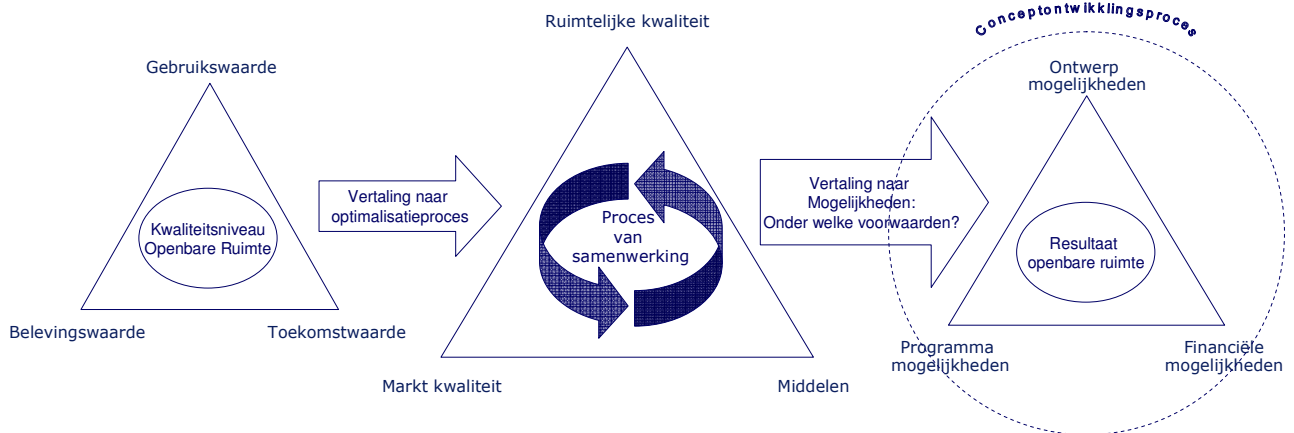 Gebruikswaarde
Kwaliteitsniveau
Openbare Ruimte
Belevingswaarde
Toekomstwaarde
Vertaling naar
optimalisatieproces
Ruimtelijke kwaliteit
Proces
van
samenwerking
Markt kwaliteit
Middelen
Vertaling naar
Mogelijkheden:
Onder welke voorwaarden?
Conceptontwikklingsproces
Ontwerp
mogelijkheden
Resultaat
openbare ruimte
Programma
mogelijkheden
Financiële
mogelijkheden